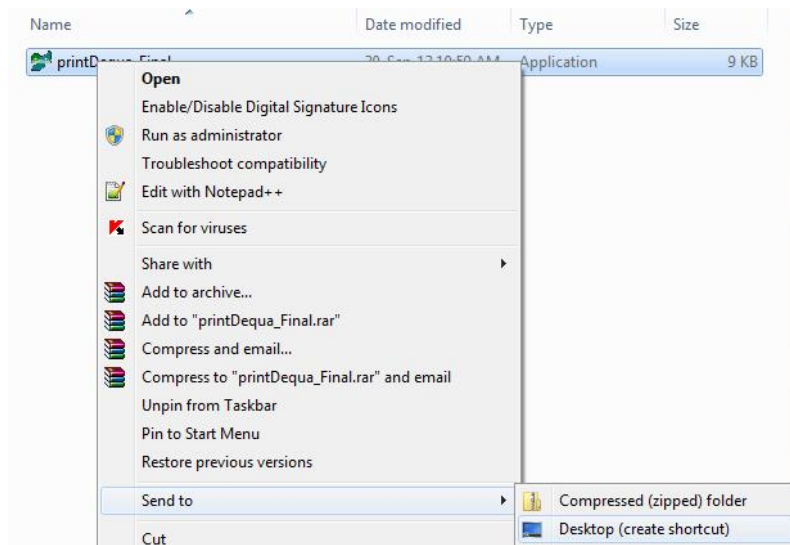 Name Date modified Type Size
printDequa_Final Application 9 KB
Open
Enable/Disable Digital Signature Icons
Run as administrator
Troubleshoot compatibility
Edit with Notepad++
Scan for viruses
Share with
Add to archive...
Add to "printDequa_Final.rar"
Compress and email...
Compress to "printDequa_Final.rar" and email
Unpin from Taskbar
Pin to Start Menu
Restore previous versions
Send to Compressed (zipped) folder
Desktop (create shortcut)
Cut